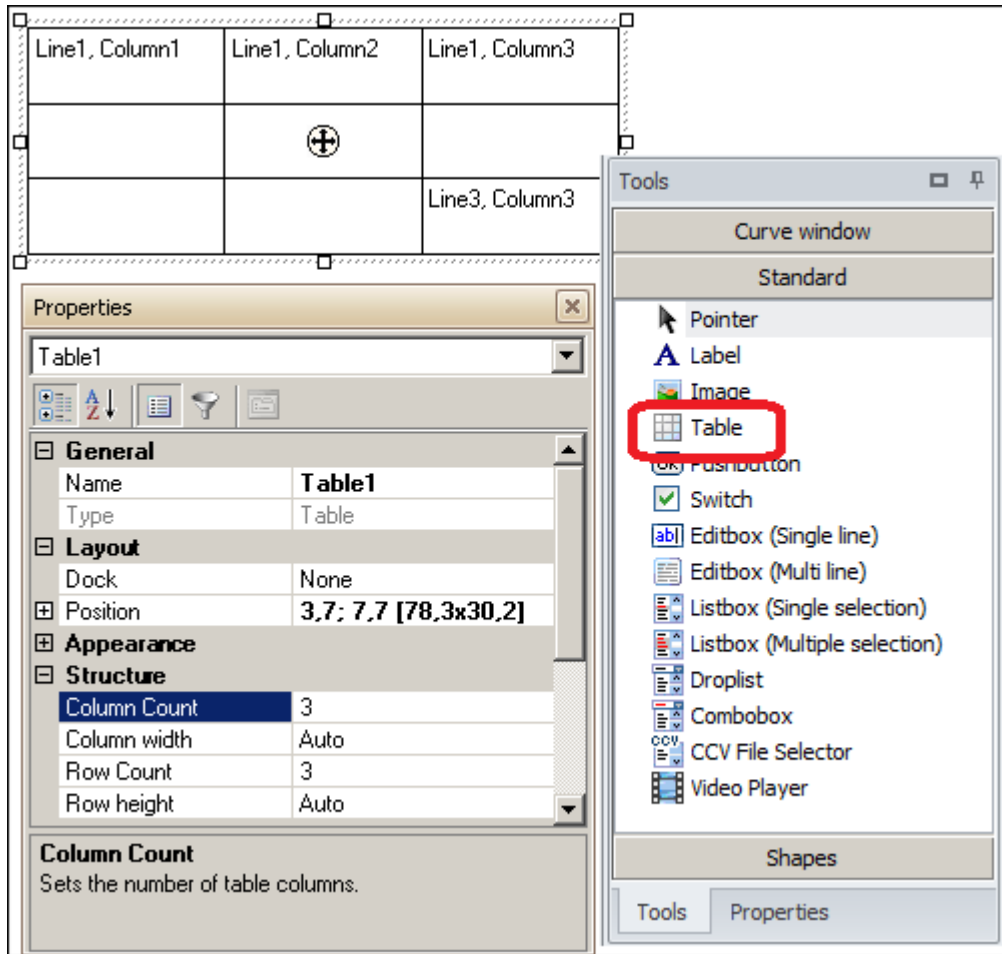 Line1, Column1 Line1, Column2 Line1, Column3
Line3, Column3
Properties
Table1
General
Name Table1
Type Table
Layout
Dock None
Position 3,7; 7,7 [78,3x30,2]
Appearance
Structure
Column Count 3
Column width Auto
Row Count 3
Row height Auto
Column Count
Sets the number of table columns.
Tools
Curve window
Standard
Pointer
A Label
Image
Table
OK Pushbutton
Switch
ab| Editbox (Single line)
Editbox (Multi line)
Listbox (Single selection)
Listbox (Multiple selection)
Droplist
Combobox
CCV CCV File Selector
Video Player
Shapes
Tools Properties